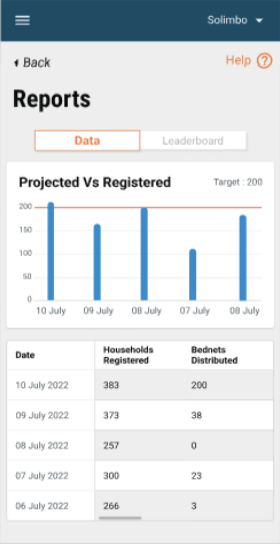 Solimbo
Back
Help ?
Reports
Data Leaderboard
Projected Vs Registered Target : 200
200
150
100
50
0
10 July 09 July 08 July 07 July 08 July
Date Households Registered Bednets Distributed
10 July 2022 383 200
09 July 2022 373 38
08 July 2022 257 0
07 July 2022 300 23
06 July 2022 266 3